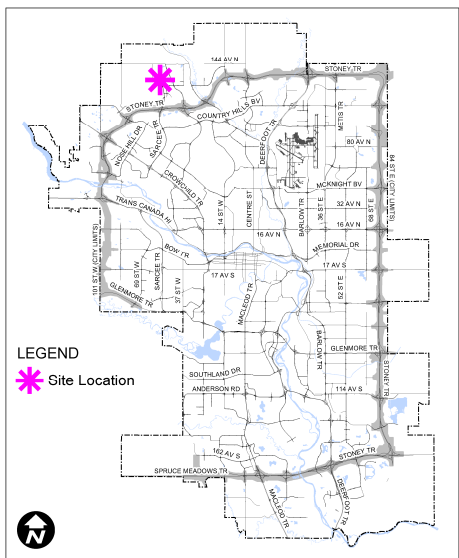 144 AV N
STONEY TR
STONEY TR
COUNTRY HILLS BV
NOSE HILL DR
SARCEE TR
DEERFOOT TR
METIS TR
80 AV N
CROWCHILD TR
MCKNIGHT BV
84 ST E (CITY LIMITS)
TRANS CANADA HI
14 ST W
CENTRE ST
BARLOW TR
36 ST E
32 AV N
68 ST E
16 AV N
16 AV N
101 ST W (CITY LIMITS)
BOW TR
MEMORIAL DR
69 ST W
SARCEE TR
37 ST W
17 AV S
17 AV S
GLENMORE TR
MACLEOD TR
52 ST E
BARLOW TR
GLENMORE TR
LEGEND
Site Location
SOUTHLAND DR
ANDERSON RD
114 AV S
STONEY TR
162 AV S
STONEY TR
SPRUCE MEADOWS TR
MACLEOD TR
DEERFOOT TR
N